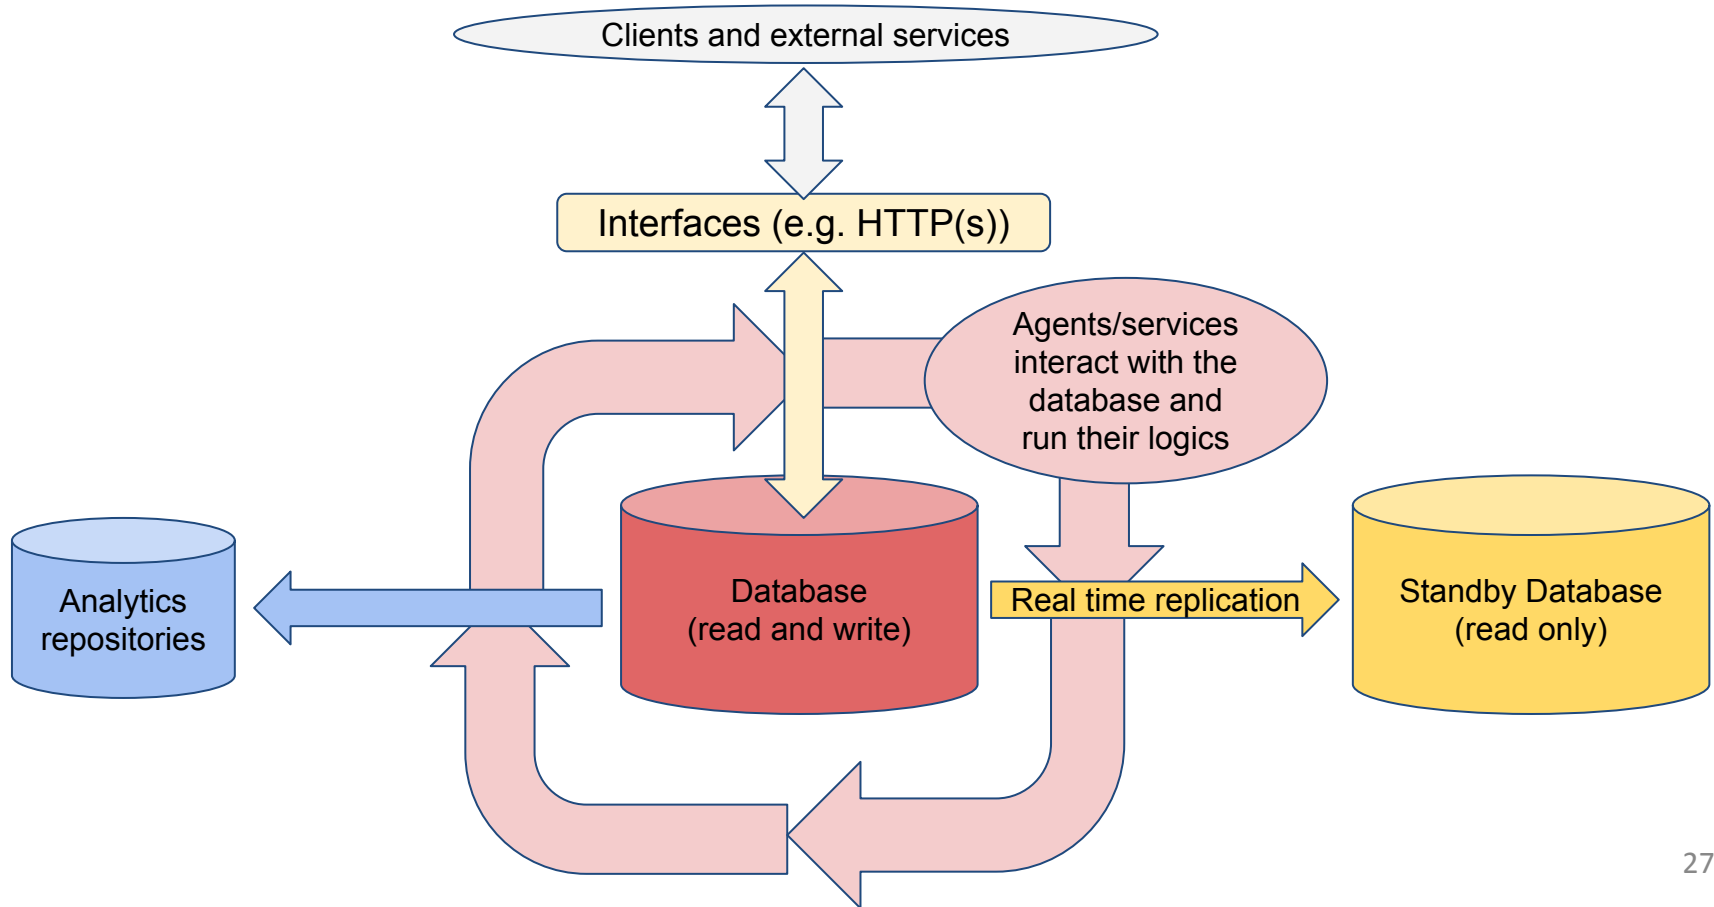 Clients and external services
Interfaces (e.g. HTTP(s))
Agents/services
interact with the
database and
run their logics
Analytics
repositories
Database
(read and write)
Real time replication
Standby Database
(read only)
27